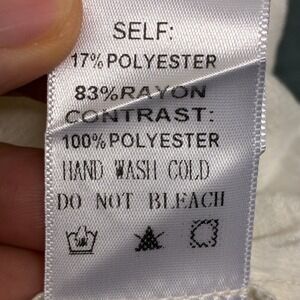 SELF:
17% POLYESTER
83% RAYON
CONTRAST:
100% POLYESTER
HAND WASH COLD
DO NOT BLEACH